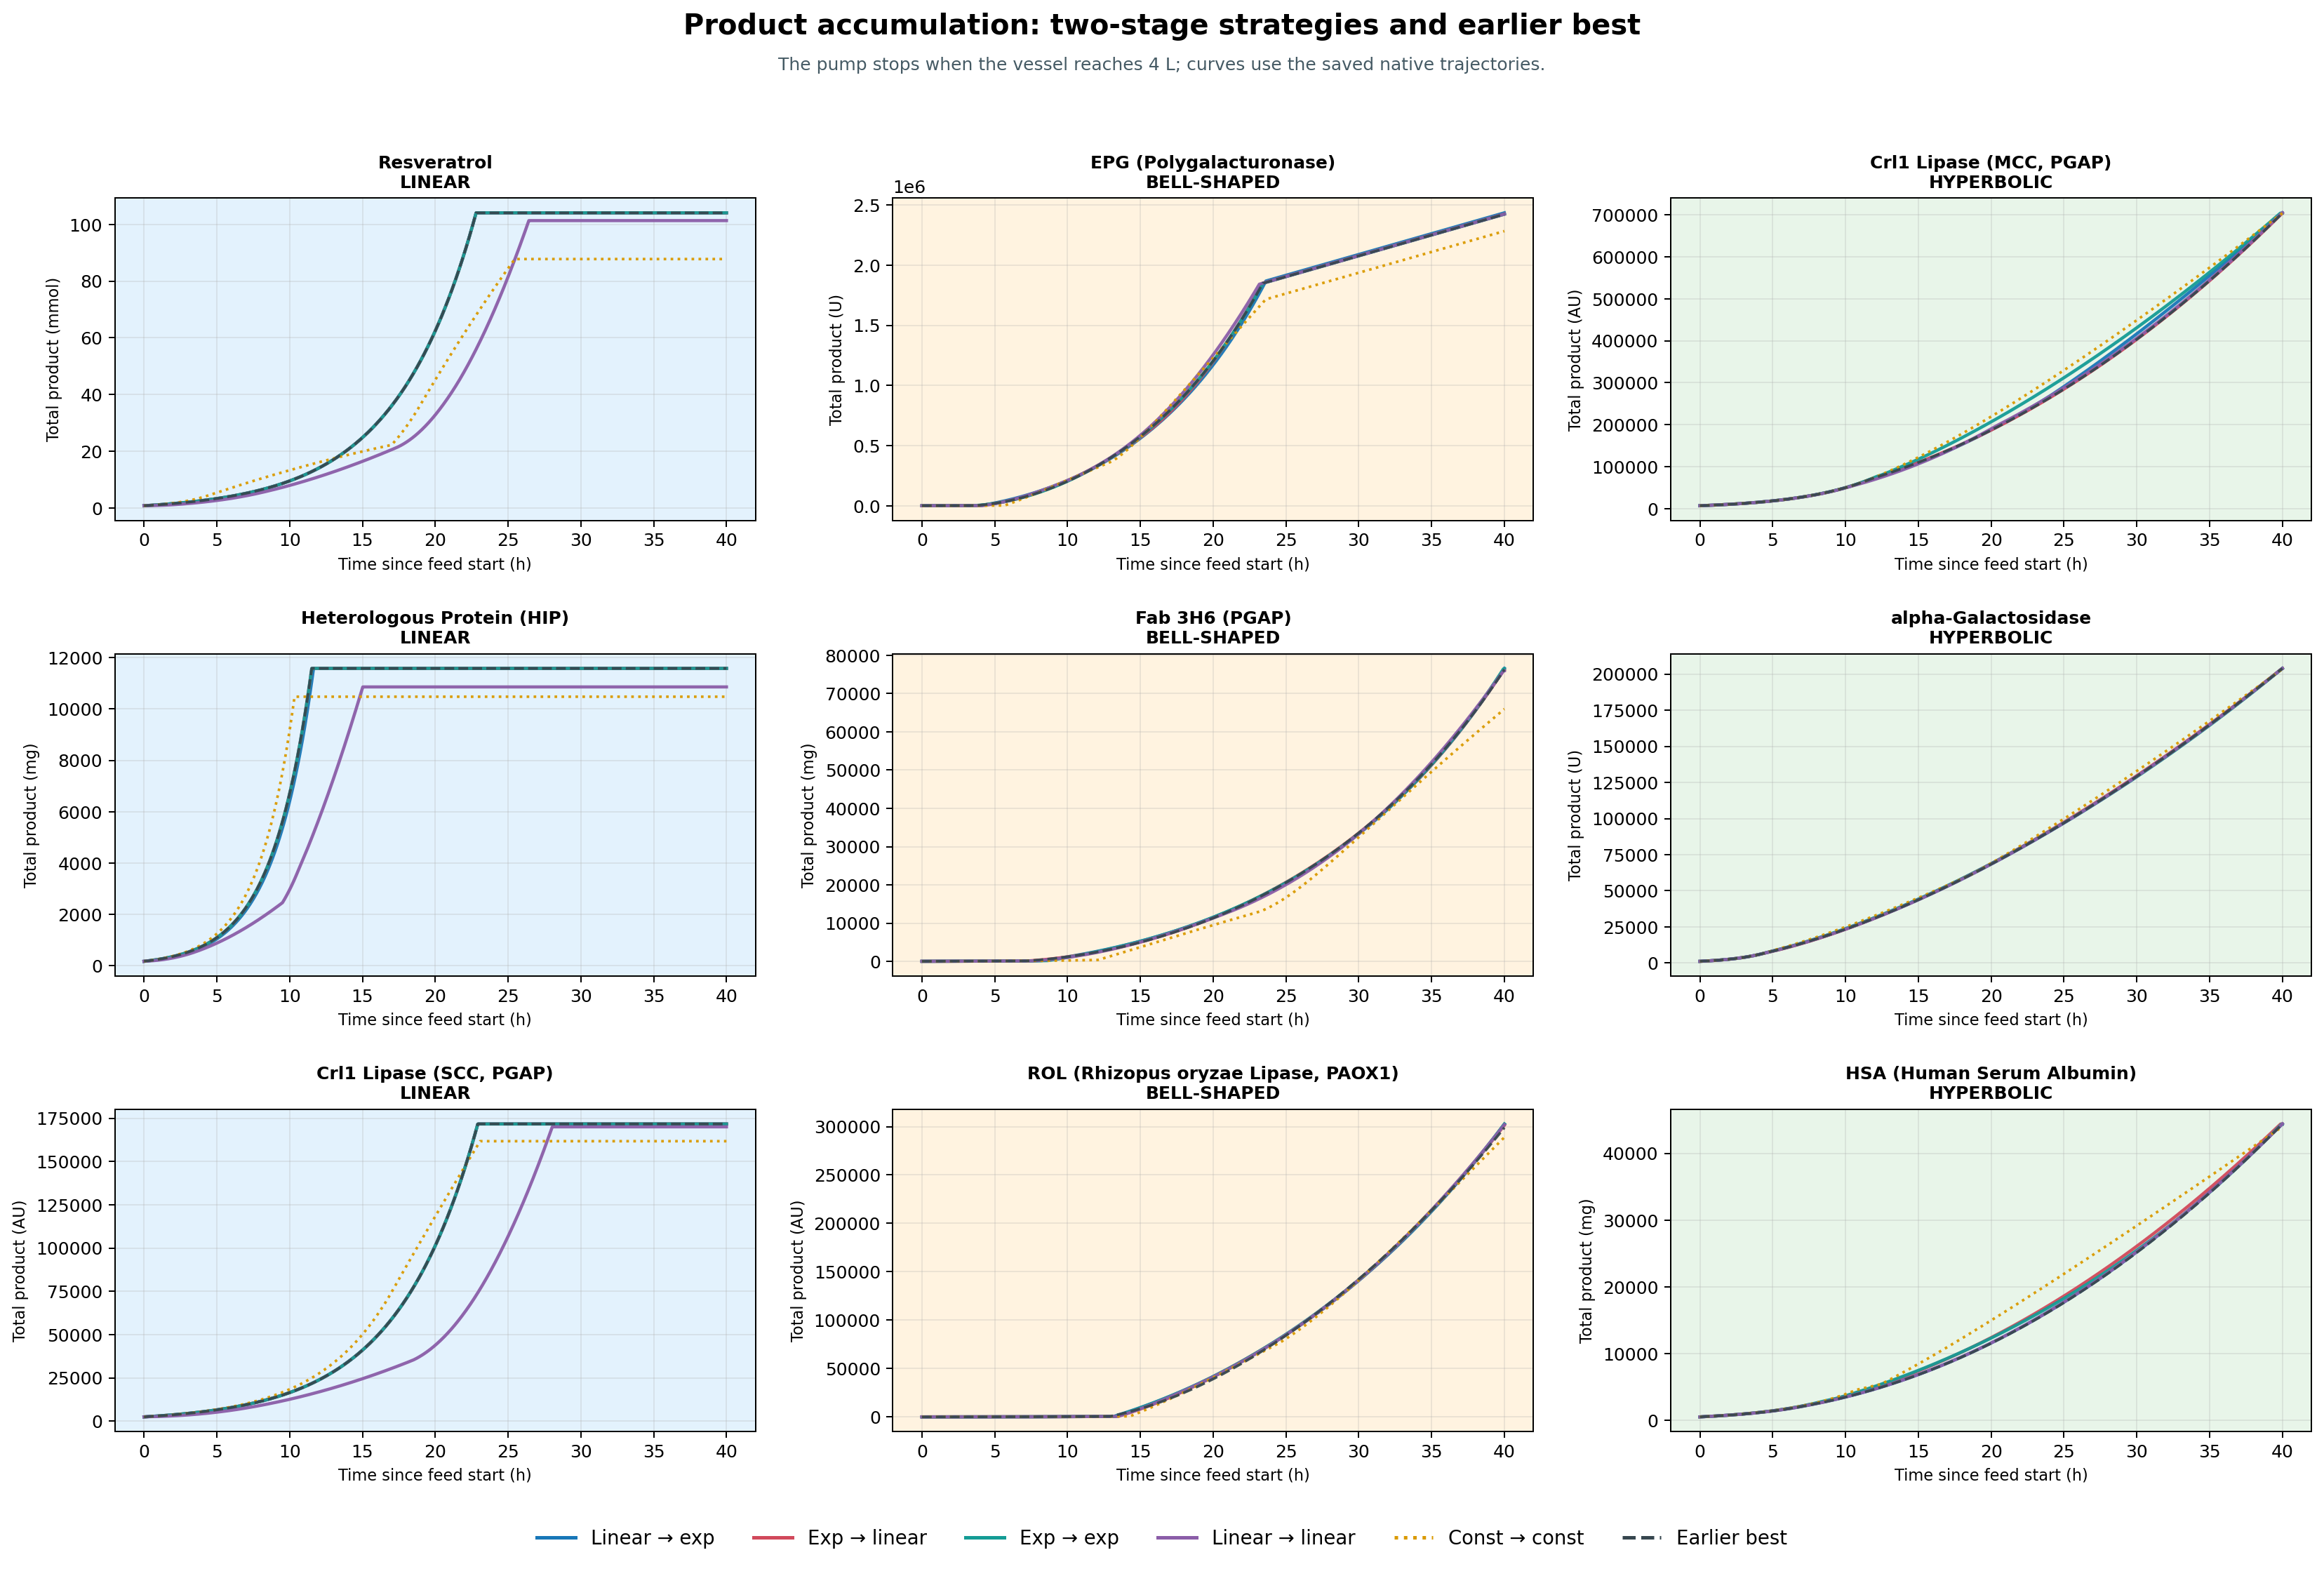 Product accumulation: two-stage strategies and earlier best
The pump stops when the vessel reaches 4 L; curves use the saved native trajectories.
Resveratrol
LINEAR
Total product (mmol)
100
80
60
40
20
0
0 5 10 15 20 25 30 35 40
Time since feed start (h)
EPG (Polygalacturonase)
BELL-SHAPED
1e6
Total product (U)
2.5
2.0
1.5
1.0
0.5
0.0
0 5 10 15 20 25 30 35 40
Time since feed start (h)
Crl1 Lipase (MCC, PGAP)
HYPERBOLIC
Total product (AU)
700000
600000
500000
400000
300000
200000
100000
0
0 5 10 15 20 25 30 35 40
Time since feed start (h)
Heterologous Protein (HIP)
LINEAR
Total product (mg)
12000
10000
8000
6000
4000
2000
0
0 5 10 15 20 25 30 35 40
Time since feed start (h)
Fab 3H6 (PGAP)
BELL-SHAPED
Total product (mg)
80000
70000
60000
50000
40000
30000
20000
10000
0
0 5 10 15 20 25 30 35 40
Time since feed start (h)
alpha-Galactosidase
HYPERBOLIC
Total product (U)
200000
175000
150000
125000
100000
75000
50000
25000
0
0 5 10 15 20 25 30 35 40
Time since feed start (h)
Crl1 Lipase (SCC, PGAP)
LINEAR
Total product (AU)
175000
150000
125000
100000
75000
50000
25000
0
0 5 10 15 20 25 30 35 40
Time since feed start (h)
ROL (Rhizopus oryzae Lipase, PAOX1)
BELL-SHAPED
Total product (AU)
300000
250000
200000
150000
100000
50000
0
0 5 10 15 20 25 30 35 40
Time since feed start (h)
HSA (Human Serum Albumin)
HYPERBOLIC
Total product (mg)
40000
30000
20000
10000
0
0 5 10 15 20 25 30 35 40
Time since feed start (h)
Linear → exp Exp → linear Exp → exp Linear → linear Const → const Earlier best